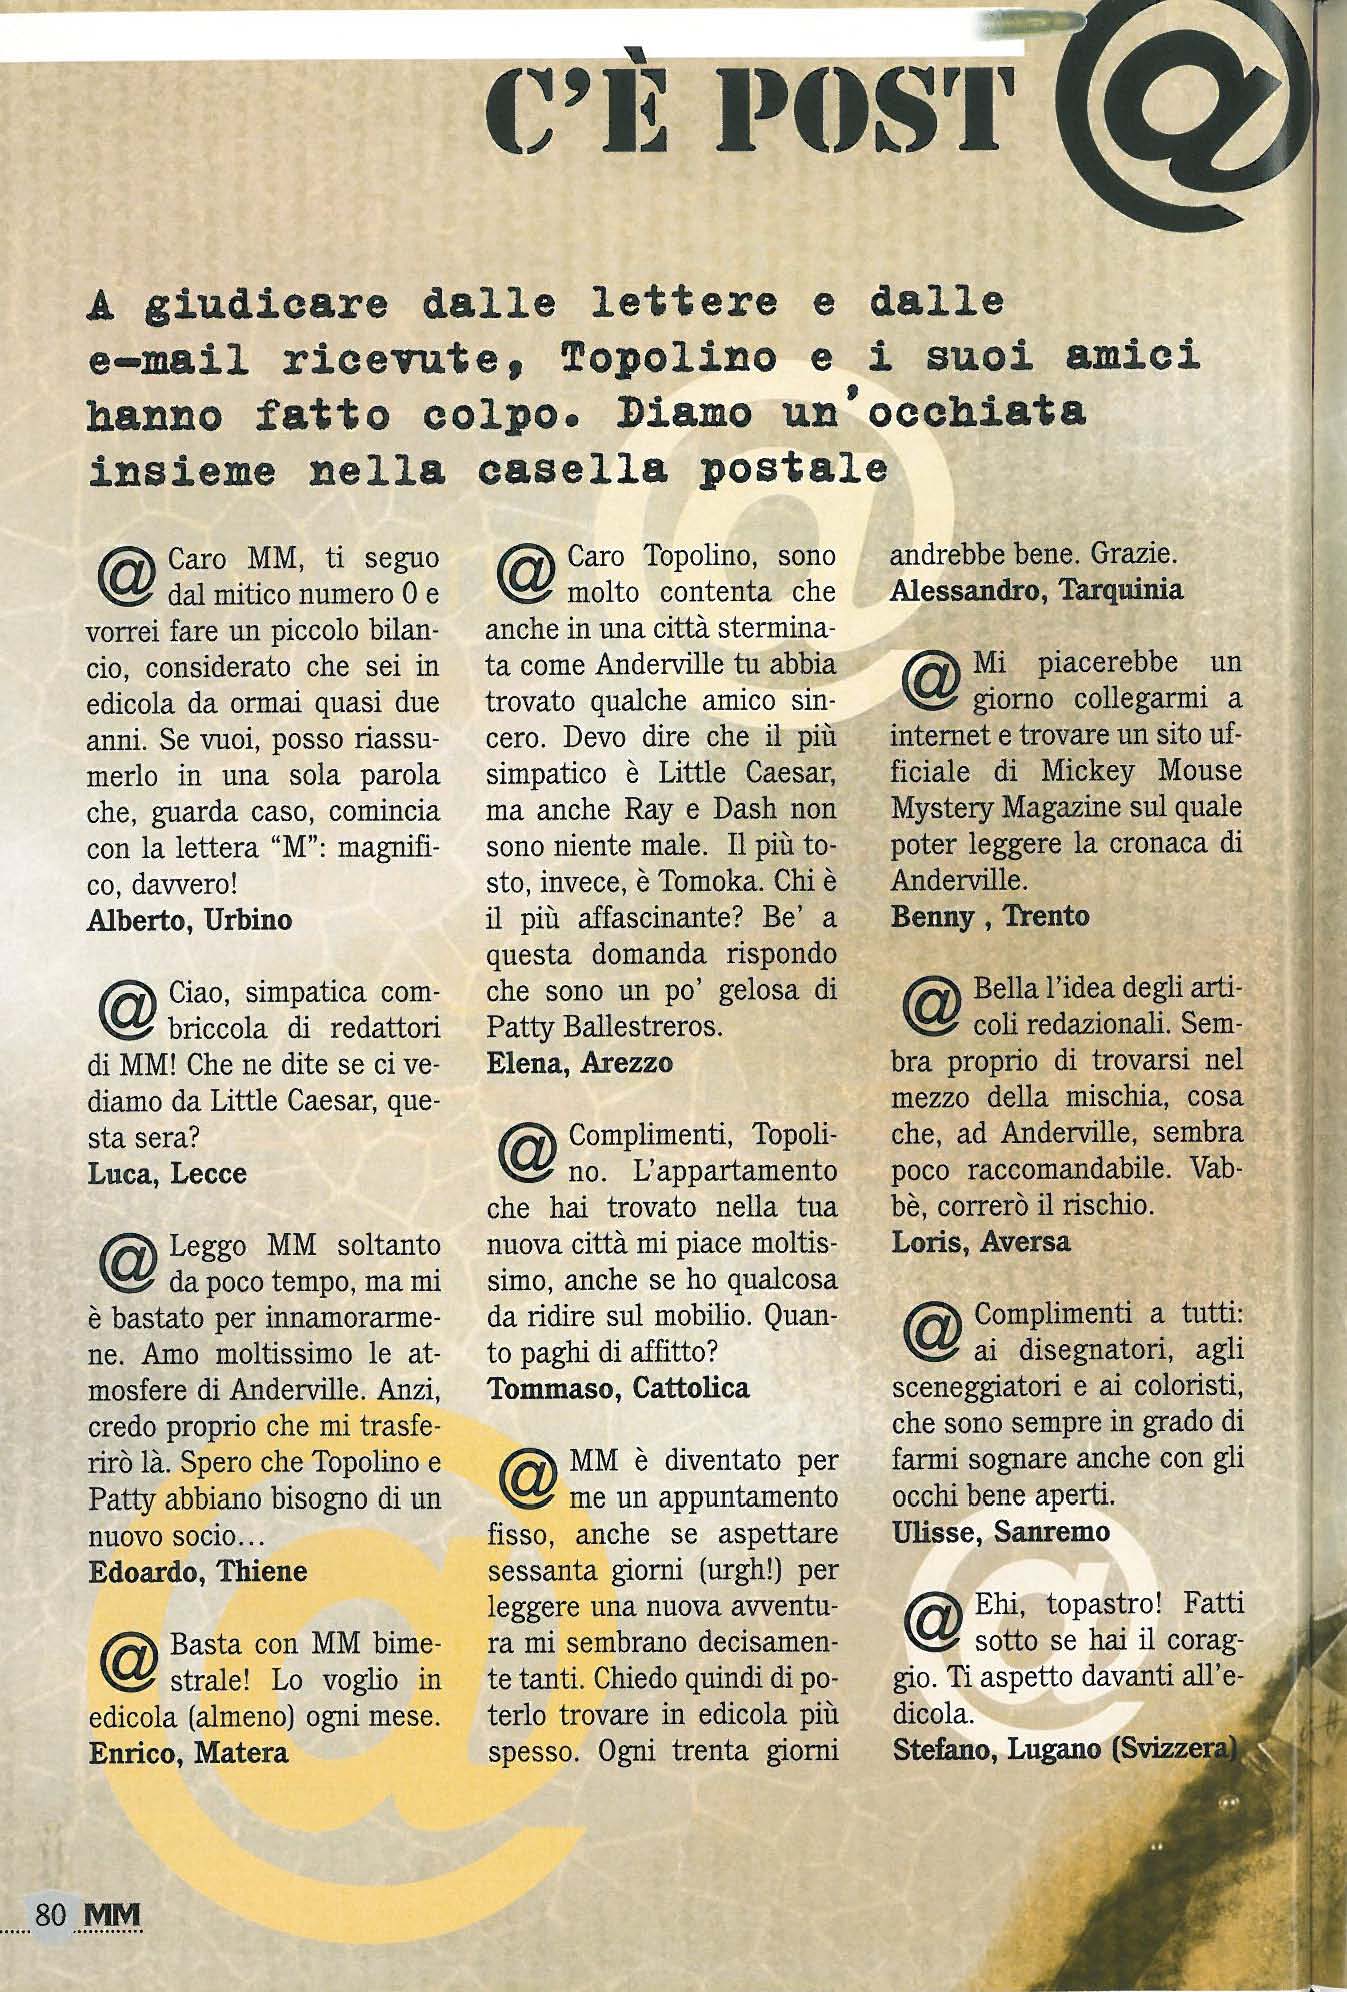 C'È POST@
A giudicare dalle lettere e dalle
e-mail ricevute, Topolino e i suoi amici
hanno fatto colpo. Diamo un'occhiata
insieme nella casella postale
@ Caro MM, ti seguo
dal mitico numero 0 e
vorrei fare un piccolo bilan-
cio, considerato che sei in
edicola da ormai quasi due
anni. Se vuoi, posso riassu-
merlo in una sola parola
che, guarda caso, comincia
con la lettera “M”: magnifi-
co, davvero!
Alberto, Urbino
@ Ciao, simpatica com-
briccola di redattori
di MM! Che ne dite se ci ve-
diamo da Little Caesar, que-
sta sera?
Luca, Lecce
@ Leggo MM soltanto
da poco tempo, ma mi
è bastato per innamorarme-
ne. Amo moltissimo le at-
mosfere di Anderville. Anzi,
credo proprio che mi trasfe-
rirò là. Spero che Topolino e
Patty abbiano bisogno di un
nuovo socio...
Edoardo, Thiene
@ Basta con MM bime-
strale! Lo voglio in
edicola (almeno) ogni mese.
Enrico, Matera
@ Caro Topolino, sono
molto contenta che
anche in una città stermina-
ta come Anderville tu abbia
trovato qualche amico sin-
cero. Devo dire che il più
simpatico è Little Caesar,
ma anche Ray e Dash non
sono niente male. Il più to-
sto, invece, è Tomoka. Chi è
il più affascinante? Be' a
questa domanda rispondo
che sono un po' gelosa di
Patty Ballestreros.
Elena, Arezzo
@ Complimenti, Topoli-
no. L'appartamento
che hai trovato nella tua
nuova città mi piace moltis-
simo, anche se ho qualcosa
da ridire sul mobilio. Quan-
to paghi di affitto?
Tommaso, Cattolica
@ MM è diventato per
me un appuntamento
fisso, anche se aspettare
sessanta giorni (urgh!) per
leggere una nuova avventu-
ra mi sembrano decisamen-
te tanti. Chiedo quindi di po-
terlo trovare in edicola più
spesso. Ogni trenta giorni
andrebbe bene. Grazie.
Alessandro, Tarquinia
@ Mi piacerebbe un
giorno collegarmi a
internet e trovare un sito uf-
ficiale di Mickey Mouse
Mystery Magazine sul quale
poter leggere la cronaca di
Anderville.
Benny , Trento
@ Bella l'idea degli arti-
coli redazionali. Sem-
bra proprio di trovarsi nel
mezzo della mischia, cosa
che, ad Anderville, sembra
poco raccomandabile. Vab-
bè, correrò il rischio.
Loris, Aversa
@ Complimenti a tutti:
ai disegnatori, agli
sceneggiatori e ai coloristi,
che sono sempre in grado di
farmi sognare anche con gli
occhi bene aperti.
Ulisse, Sanremo
@ Ehi, topastro! Fatti
sotto se hai il corag-
gio. Ti aspetto davanti all'e-
dicola.
Stefano, Lugano (Svizzera)
80 MM